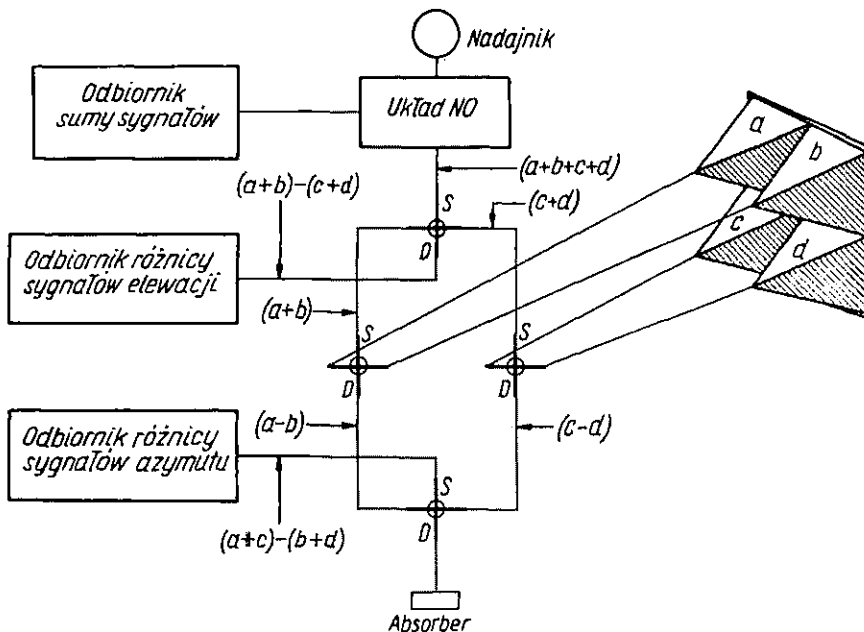 Nadajnik
Odbiornik
sumy sygnałów
Układ NO
a
b
c
d
(a+b+c+d)
(a+b)-(c+d)
S
(c+d)
D
Odbiornik różnicy
sygnałów elewacji
(a+b)
S
S
D
D
(a-b)
(c-d)
Odbiornik różnicy
sygnałów azymutu
S
D
(a+c)-(b+d)
Absorber